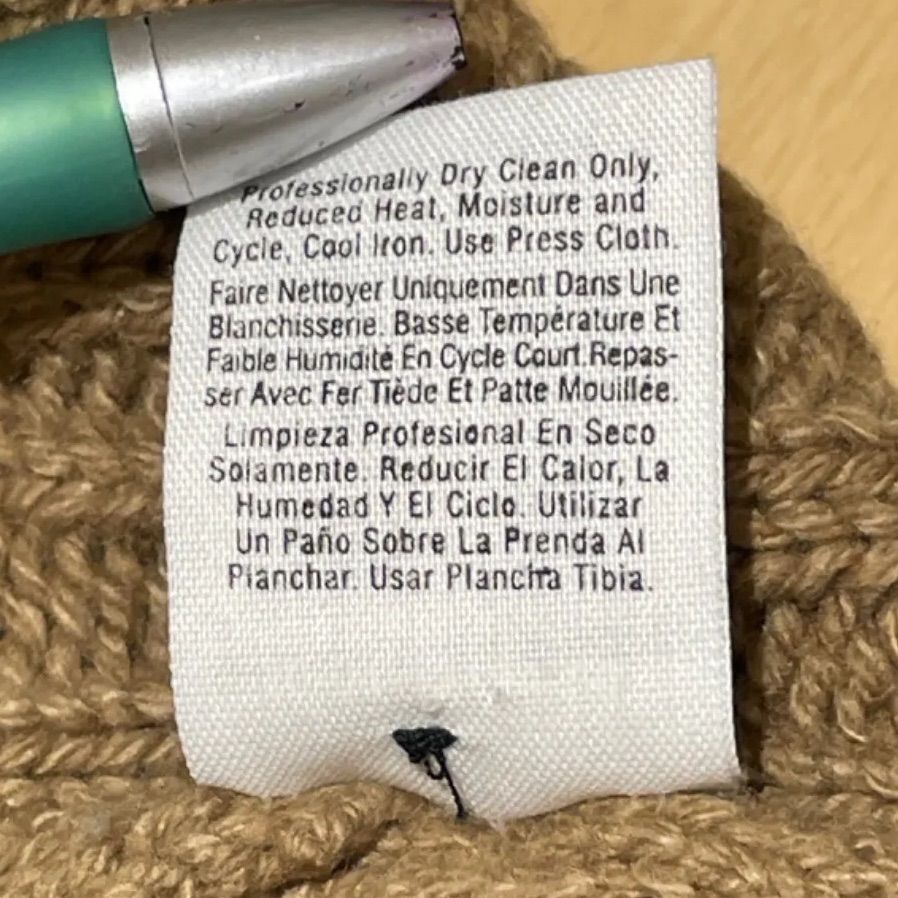 Professionally Dry Clean Only,
Reduced Heat, Moisture and
Cycle, Cool Iron. Use Press Cloth.
Faire Nettoyer Uniquement Dans Une
Blanchisserie. Basse Température Et
Faible Humidité En Cycle Court. Repas-
ser Avec Fer Tiède Et Patte Mouillée.
Limpieza Profesional En Seco
Solamente. Reducir El Calor, La
Humedad Y El Ciclo. Utilizar
Un Paño Sobre La Prenda Al
Planchar. Usar Plancha Tibia.